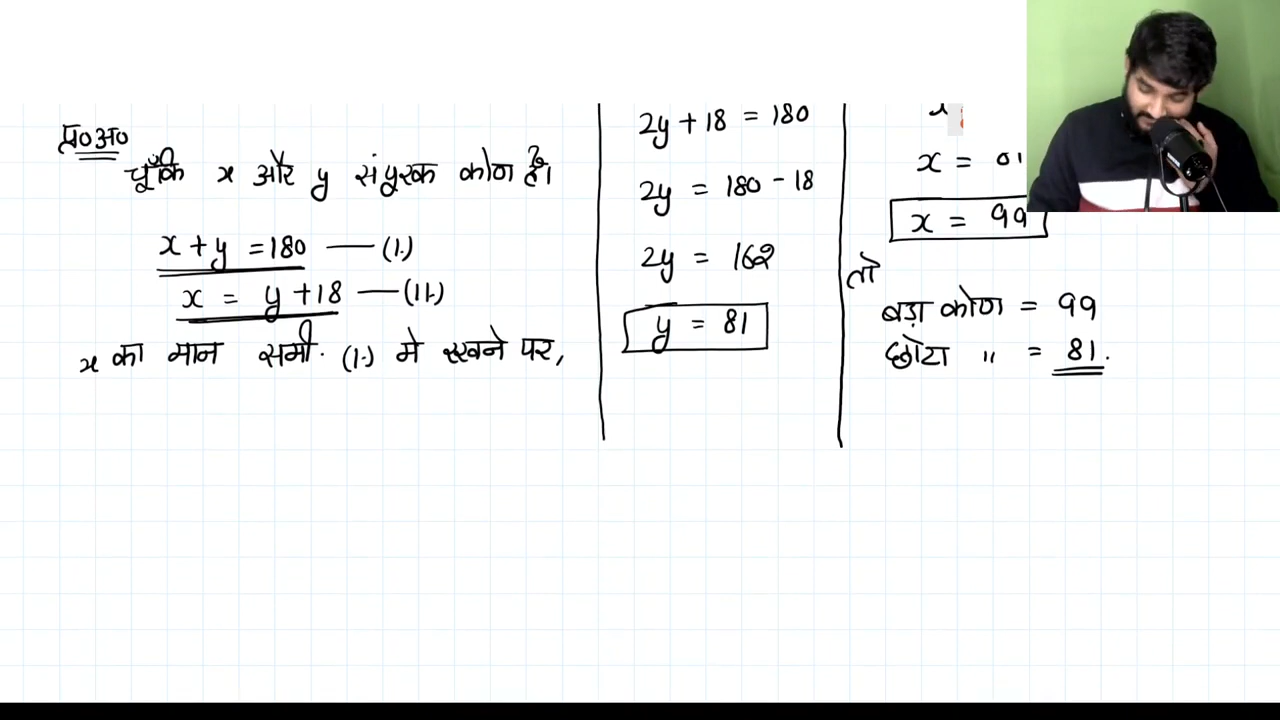 प्र०अ०
चूँकि x और y संपूरक कोण है।
x + y = 180 —— (I.)
x = y + 18 —— (II.)
x का मान समी. (I.) मे रखने पर,
2y + 18 = 180
2y = 180 - 18
2y = 162
y = 81
x =
x = 99
तो
बड़ा कोण = 99
छोटा " = 81.